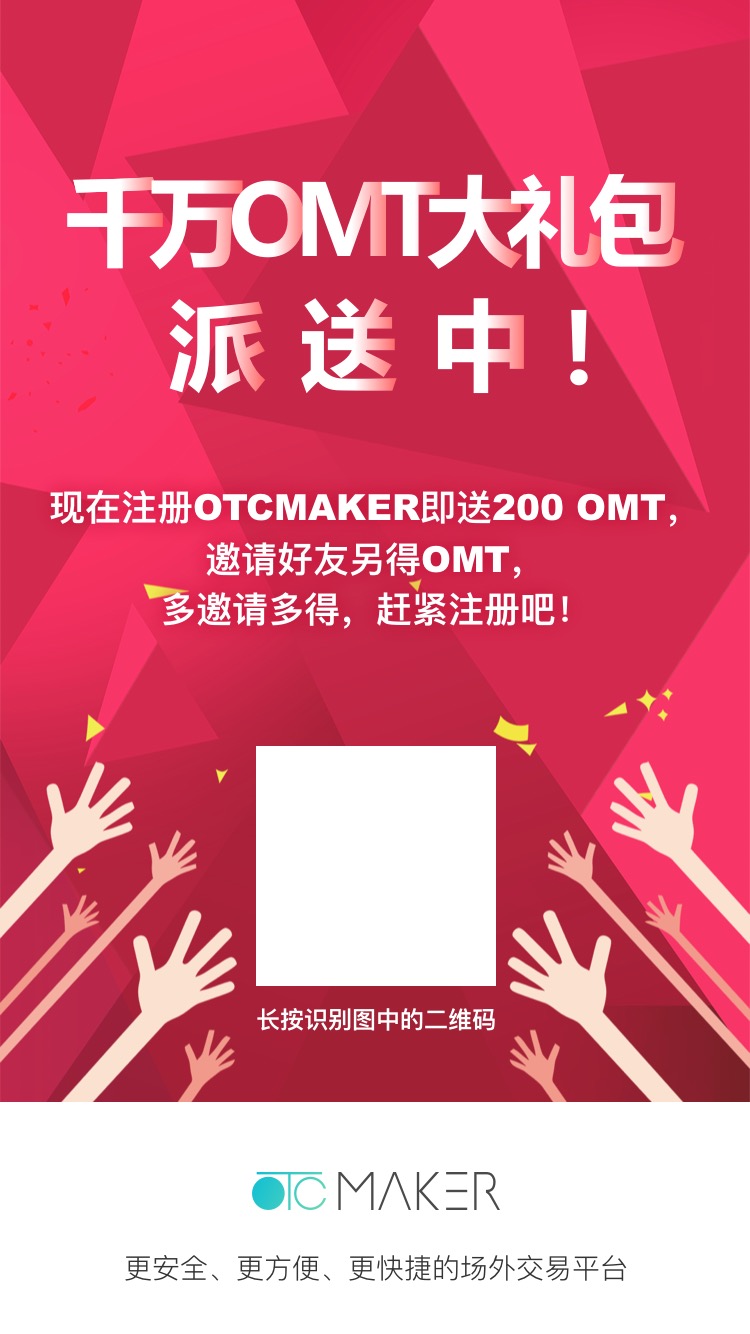 千万OMT大礼包
派送中！
现在注册OTCMAKER即送200 OMT，
邀请好友另得OMT，
多邀请多得，赶紧注册吧！
长按识别图中的二维码
OTC MAKER
更安全、更方便、更快捷的场外交易平台